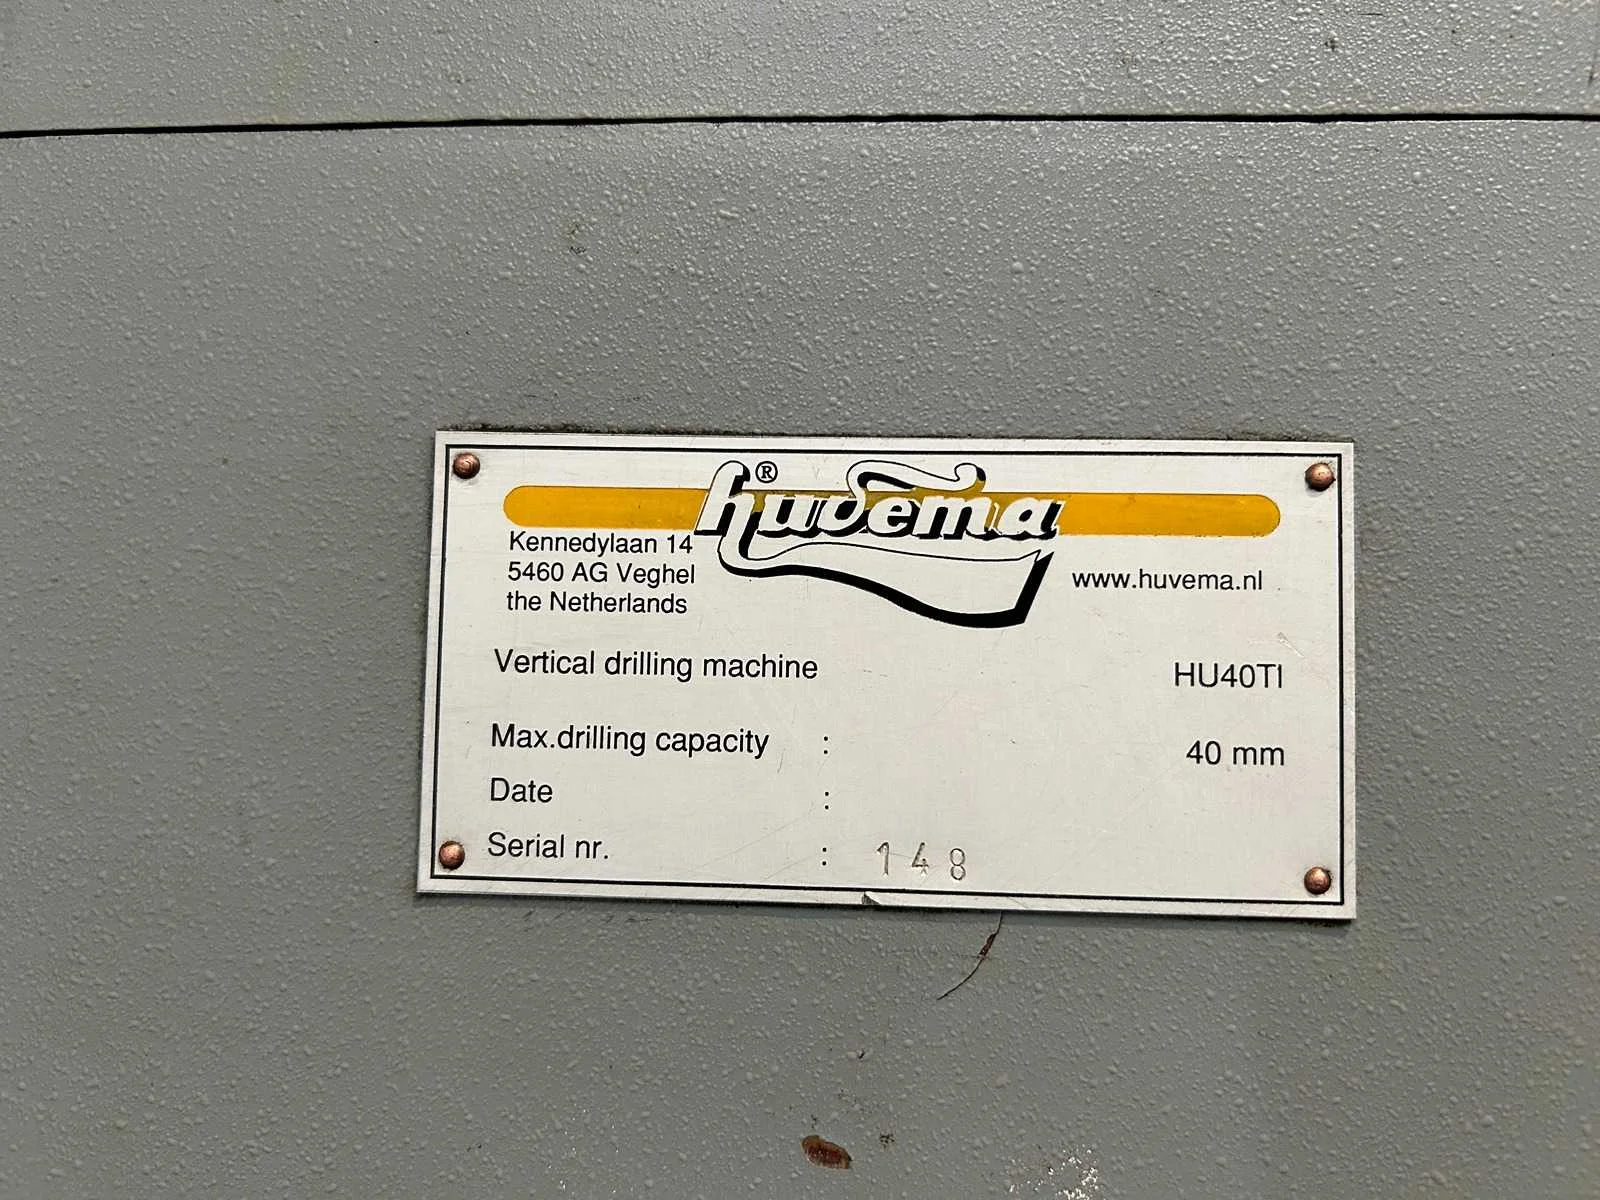 huvema®
Kennedylaan 14
5460 AG Veghel
the Netherlands
www.huvema.nl
Vertical drilling machine HU40TI
Max.drilling capacity : 40 mm
Date :
Serial nr. : 148